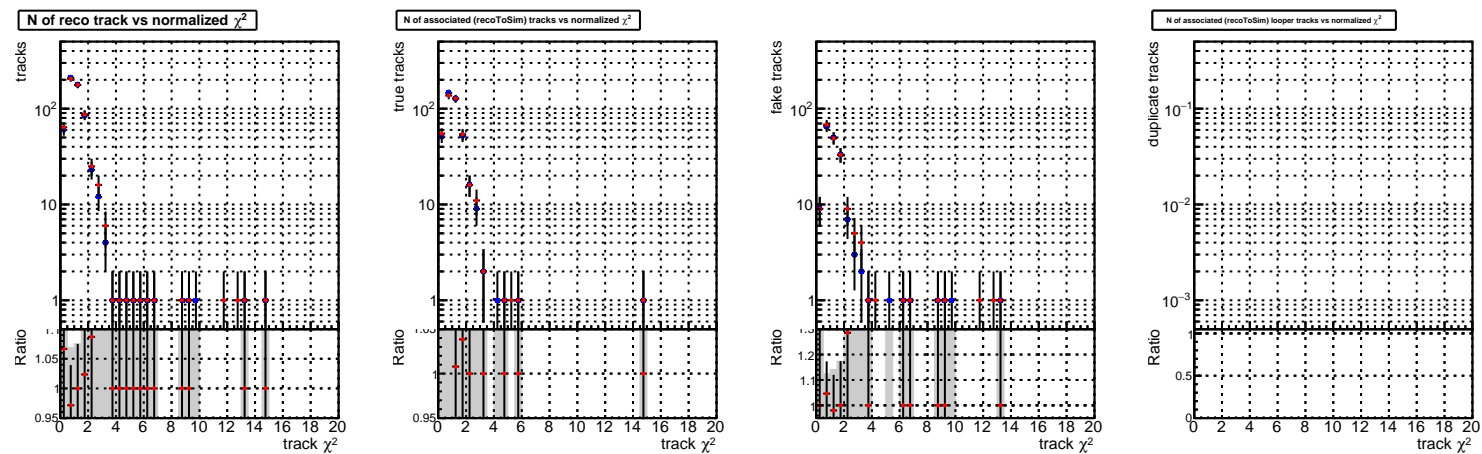 N of reco track vs normalized χ²
tracks
10²
10
1
Ratio
1.1
1.05
1
0.95
0 2 4 6 8 10 12 14 16 18 20
track χ²
N of associated (recoToSim) tracks vs normalized χ²
true tracks
10²
10
1
Ratio
1.05
1
0.95
0 2 4 6 8 10 12 14 16 18 20
track χ²
fake tracks
10²
10
1
Ratio
1.3
1.2
1.1
1
0 2 4 6 8 10 12 14 16 18 20
track χ²
N of associated (recoToSim) looper tracks vs normalized χ²
duplicate tracks
10⁻¹
10⁻²
10⁻³
Ratio
1
0.5
0
0 2 4 6 8 10 12 14 16 18 20
track χ²